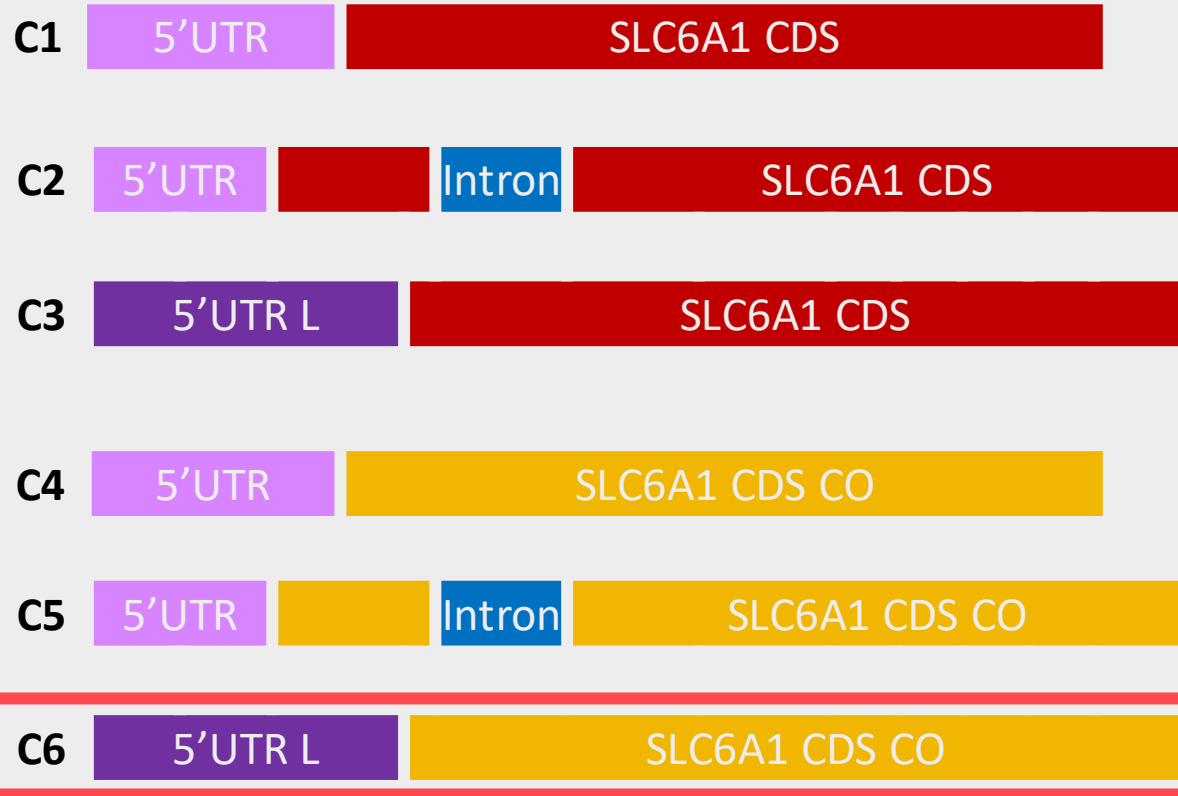 C1 5’UTR SLC6A1 CDS
C2 5’UTR Intron SLC6A1 CDS
C3 5’UTR L SLC6A1 CDS
C4 5’UTR SLC6A1 CDS CO
C5 5’UTR Intron SLC6A1 CDS CO
C6 5’UTR L SLC6A1 CDS CO